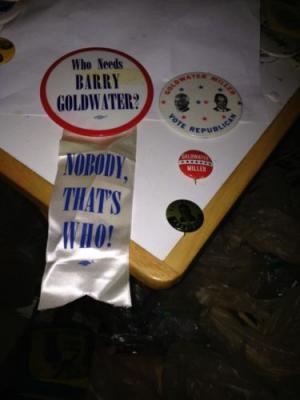 Who Needs
BARRY
GOLDWATER?
NOBODY,
THAT'S
WHO!
GOLDWATER MILLER
VOTE REPUBLICAN
GOLDWATER
MILLER